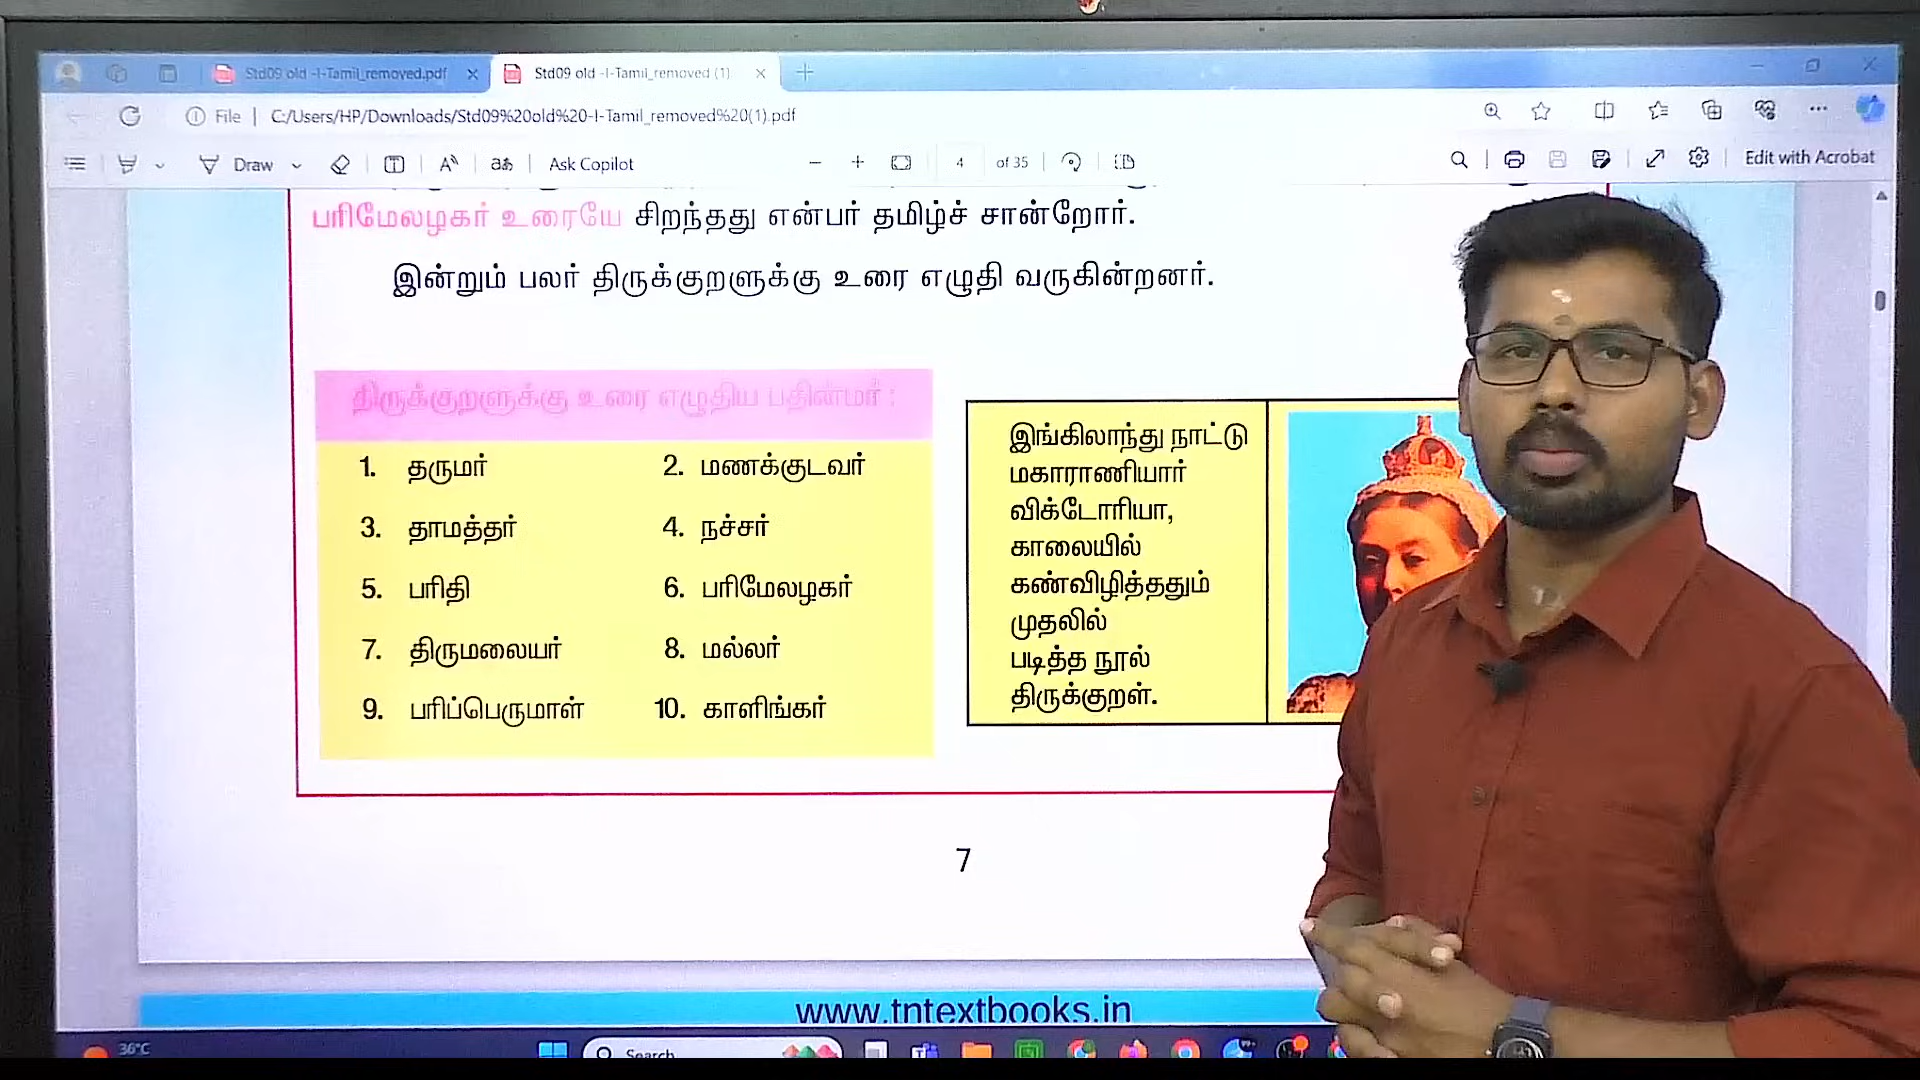 Std09 old -I-Tamil_removed.pdf
Std09 old -I-Tamil_removed (1)
File
C:/Users/HP/Downloads/Std09%20old%20-I-Tamil_removed%20(1).pdf
Draw
Ask Copilot
4
of 35
Edit with Acrobat
பரிமேலழகர் உரையே சிறந்தது என்பர் தமிழ்ச் சான்றோர்.
இன்றும் பலர் திருக்குறளுக்கு உரை எழுதி வருகின்றனர்.
திருக்குறளுக்கு உரை எழுதிய பதின்மர் :
1. தருமர்
2. மணக்குடவர்
3. தாமத்தர்
4. நச்சர்
5. பரிதி
6. பரிமேலழகர்
7. திருமலையர்
8. மல்லர்
9. பரிப்பெருமாள்
10. காளிங்கர்
இங்கிலாந்து நாட்டு
மகாராணியார்
விக்டோரியா,
காலையில்
கண்விழித்ததும்
முதலில்
படித்த நூல்
திருக்குறள்.
7
www.tntextbooks.in
36°C
Search